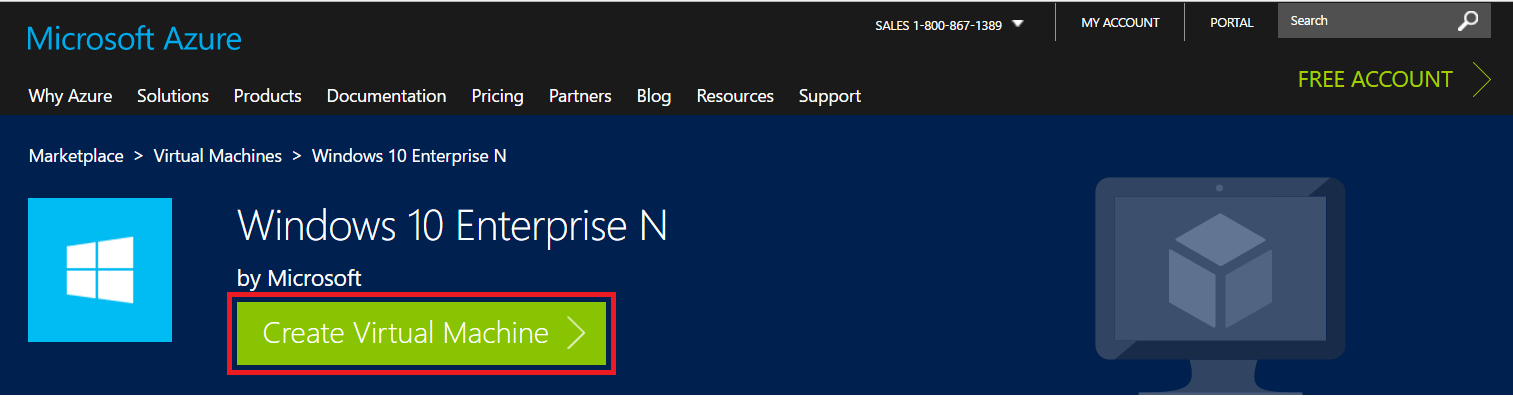 SALES 1-800-867-1389
MY ACCOUNT
PORTAL
Search
Microsoft Azure
FREE ACCOUNT
Why Azure Solutions Products Documentation Pricing Partners Blog Resources Support
Marketplace > Virtual Machines > Windows 10 Enterprise N
Windows 10 Enterprise N
by Microsoft
Create Virtual Machine